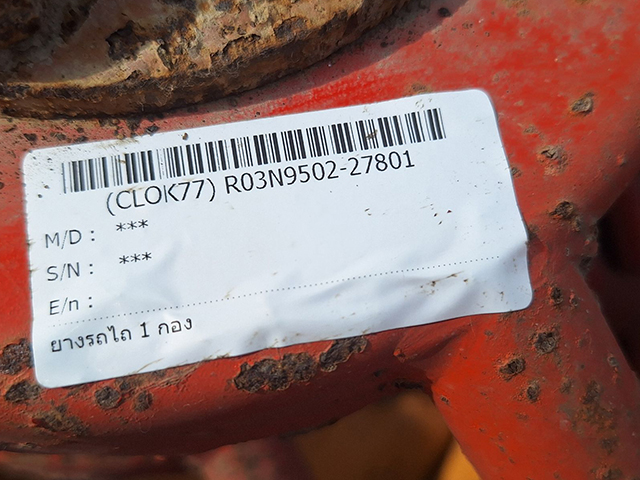 (CLOK77) R03N9502-27801
M/D : ***
S/N : ***
E/n :
ยางรถไถ 1 กอง